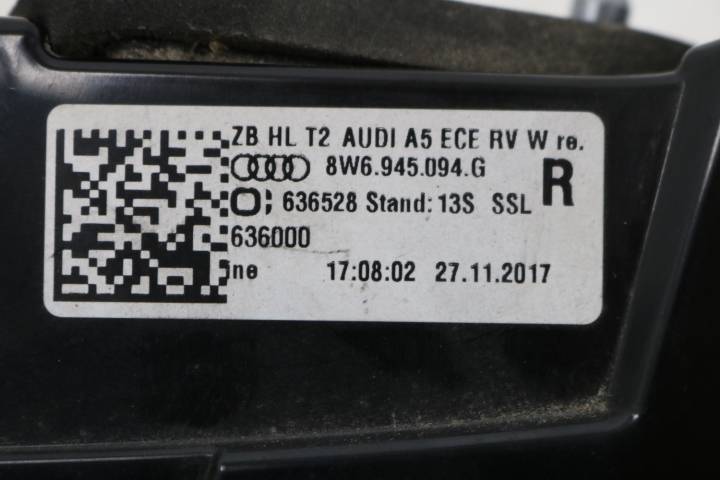 ZB HL T2 AUDI A5 ECE RV W re.
8W6.945.094.G
R
636528 Stand: 13S SSL
636000
ne 17:08:02 27.11.2017